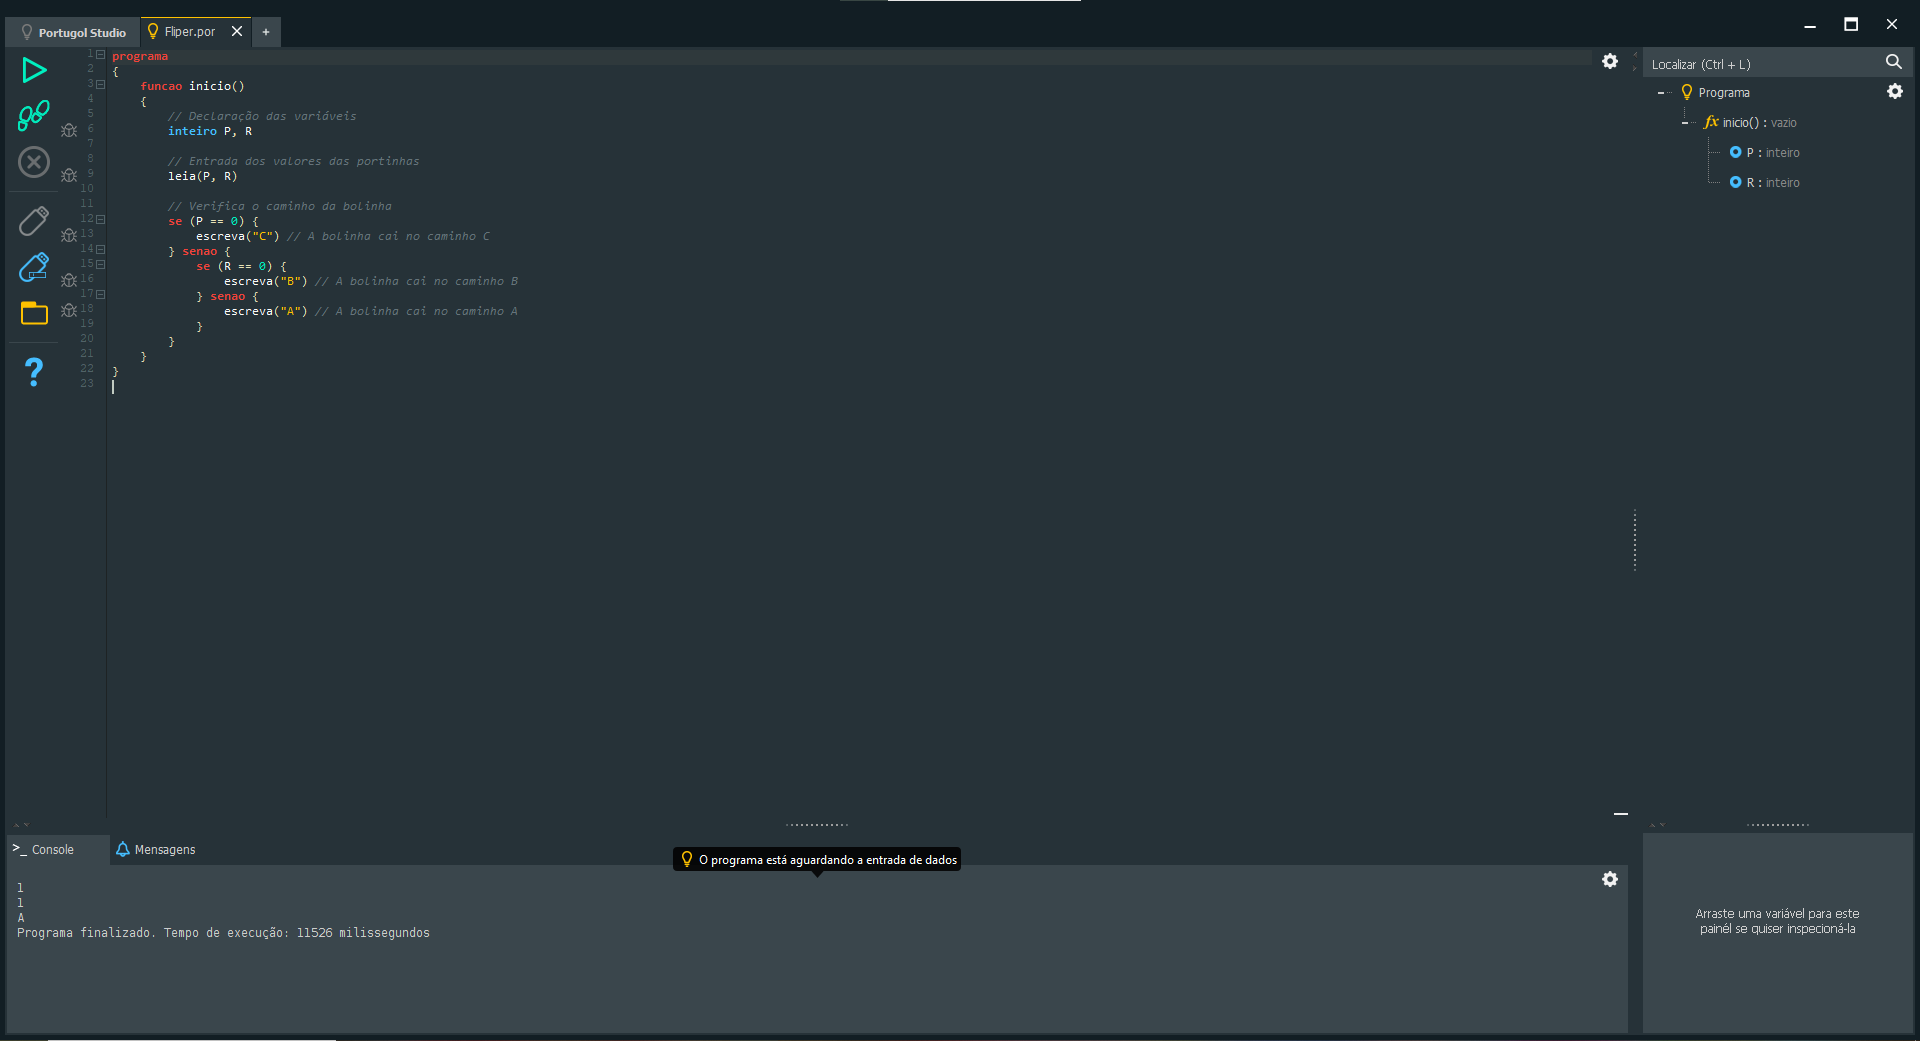 Portugol Studio
Fliper.por
+
1 programa
2 {
3 funcao inicio()
4 {
5 // Declaração das variáveis
6 inteiro P, R
7
8 // Entrada dos valores das portinhas
9 leia(P, R)
10
11 // Verifica o caminho da bolinha
12 se (P == 0) {
13 escreva("C") // A bolinha cai no caminho C
14 } senao {
15 se (R == 0) {
16 escreva("B") // A bolinha cai no caminho B
17 } senao {
18 escreva("A") // A bolinha cai no caminho A
19 }
20 }
21 }
22 }
23
Localizar (Ctrl + L)
Programa
fx inicio() : vazio
P : inteiro
R : inteiro
>_ Console
Mensagens
O programa está aguardando a entrada de dados
1
1
A
Programa finalizado. Tempo de execução: 11526 milissegundos
Arraste uma variável para este
painél se quiser inspecioná-la